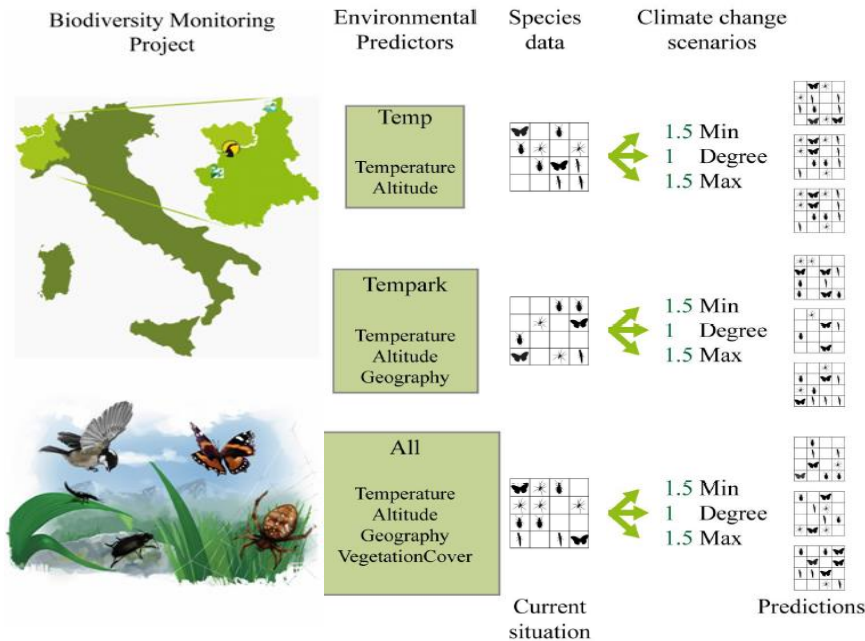 Biodiversity Monitoring
Project
Environmental
Predictors
Species
data
Climate change
scenarios
Temp
Temperature
Altitude
1.5 Min
1 Degree
1.5 Max
Tempark
Temperature
Altitude
Geography
1.5 Min
1 Degree
1.5 Max
All
Temperature
Altitude
Geography
VegetationCover
1.5 Min
1 Degree
1.5 Max
Current
situation
Predictions